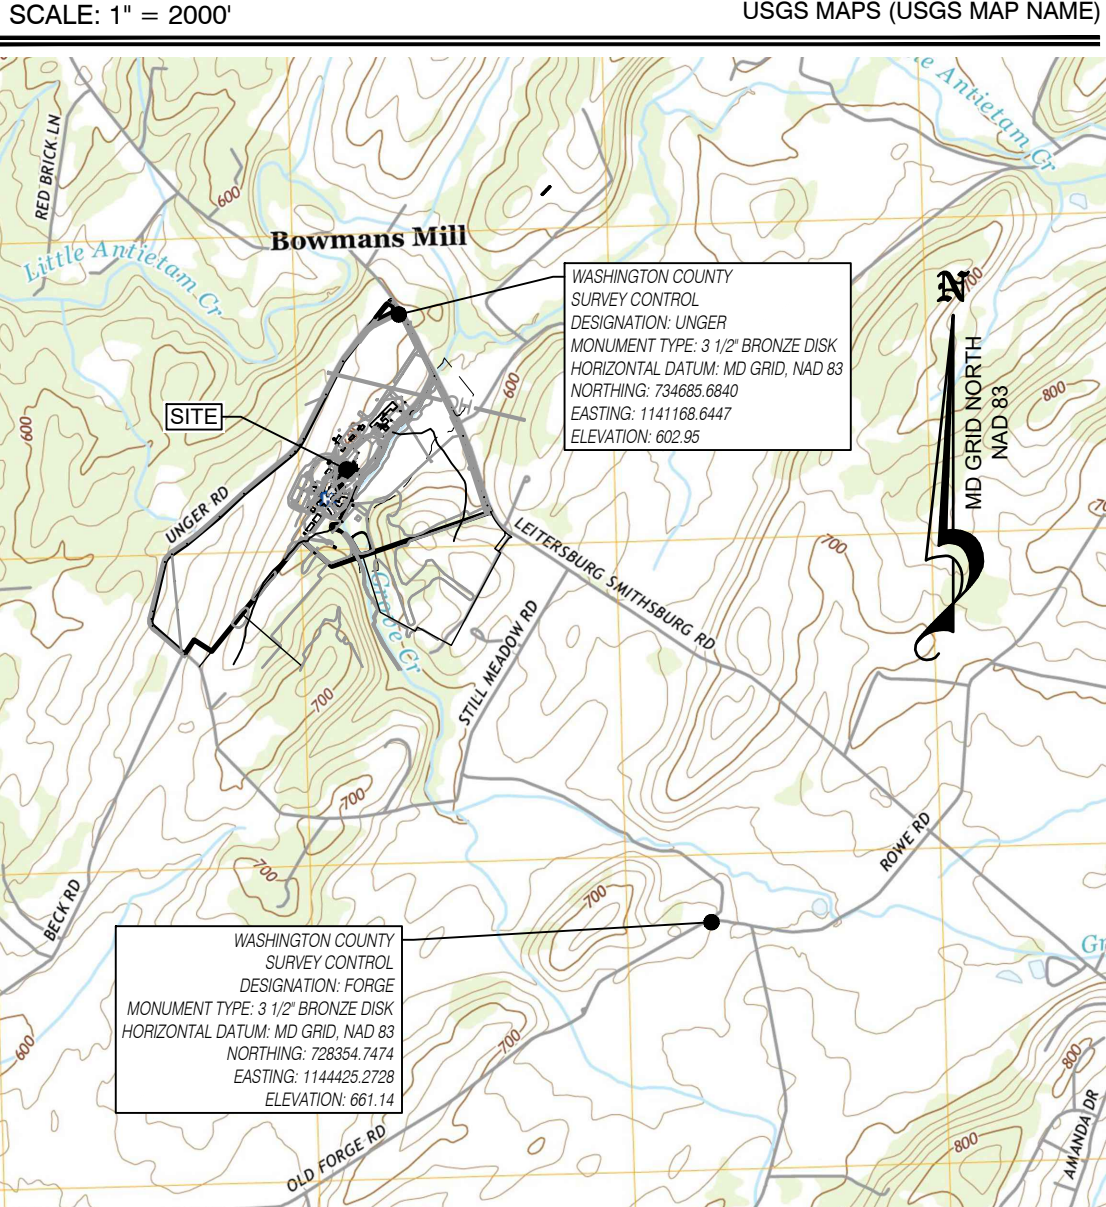 SCALE: 1" = 2000'
USGS MAPS (USGS MAP NAME)
Antietam Cr
RED BRICK LN
600
Bowmans Mill
Little Antietam Cr
WASHINGTON COUNTY
SURVEY CONTROL
DESIGNATION: UNGER
MONUMENT TYPE: 3 1/2" BRONZE DISK
HORIZONTAL DATUM: MD GRID, NAD 83
NORTHING: 734685.6840
EASTING: 1141168.6447
ELEVATION: 602.95
N
700
MD GRID NORTH
NAD 83
800
600
SITE
600
UNGER RD
LEITERSBURG SMITHSBURG RD
700
Grove Cr
STILL MEADOW RD
700
700
700
700
ROWE RD
BECK RD
WASHINGTON COUNTY
SURVEY CONTROL
DESIGNATION: FORGE
MONUMENT TYPE: 3 1/2" BRONZE DISK
HORIZONTAL DATUM: MD GRID, NAD 83
NORTHING: 728354.7474
EASTING: 1144425.2728
ELEVATION: 661.14
600
700
800
800
OLD FORGE RD
AMANDA DR